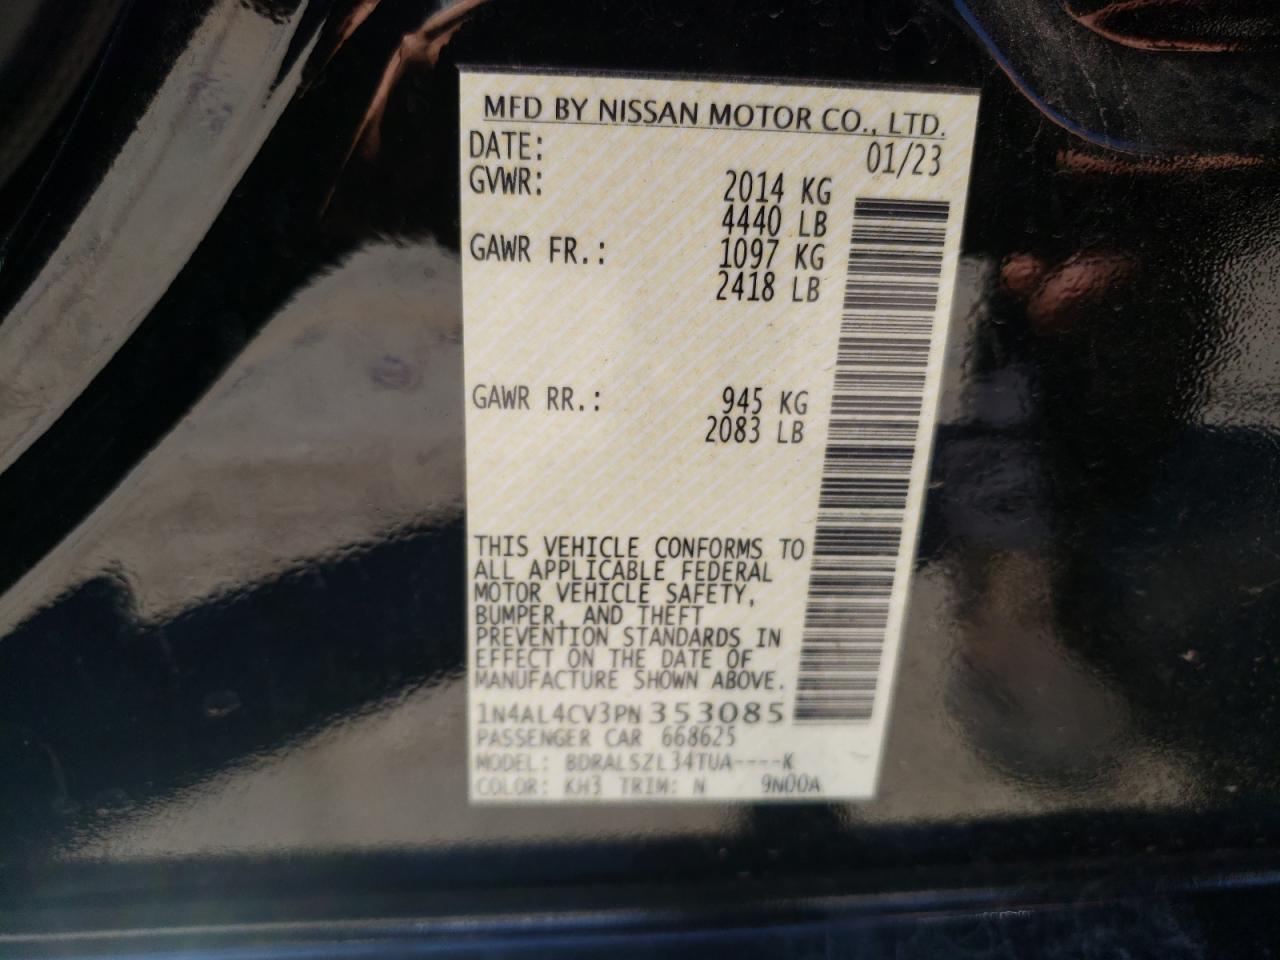 MFD BY NISSAN MOTOR CO., LTD.
DATE: 01/23
GVWR: 2014 KG
4440 LB
GAWR FR.: 1097 KG
2418 LB
GAWR RR.: 945 KG
2083 LB
THIS VEHICLE CONFORMS TO
ALL APPLICABLE FEDERAL
MOTOR VEHICLE SAFETY,
BUMPER, AND THEFT
PREVENTION STANDARDS IN
EFFECT ON THE DATE OF
MANUFACTURE SHOWN ABOVE.
1N4AL4CV3PN353085
PASSENGER CAR 668625
MODEL: BDRALSZL34TUA----K
COLOR: KH3 TRIM: N 9N00A